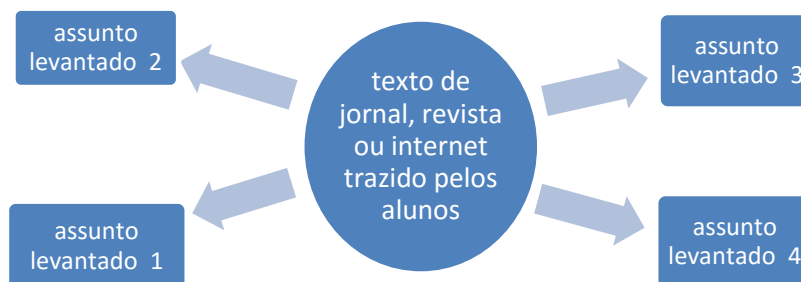 assunto
levantado 2
texto de
jornal, revista
ou internet
trazido pelos
alunos
assunto
levantado 3
assunto
levantado 1
assunto
levantado 4